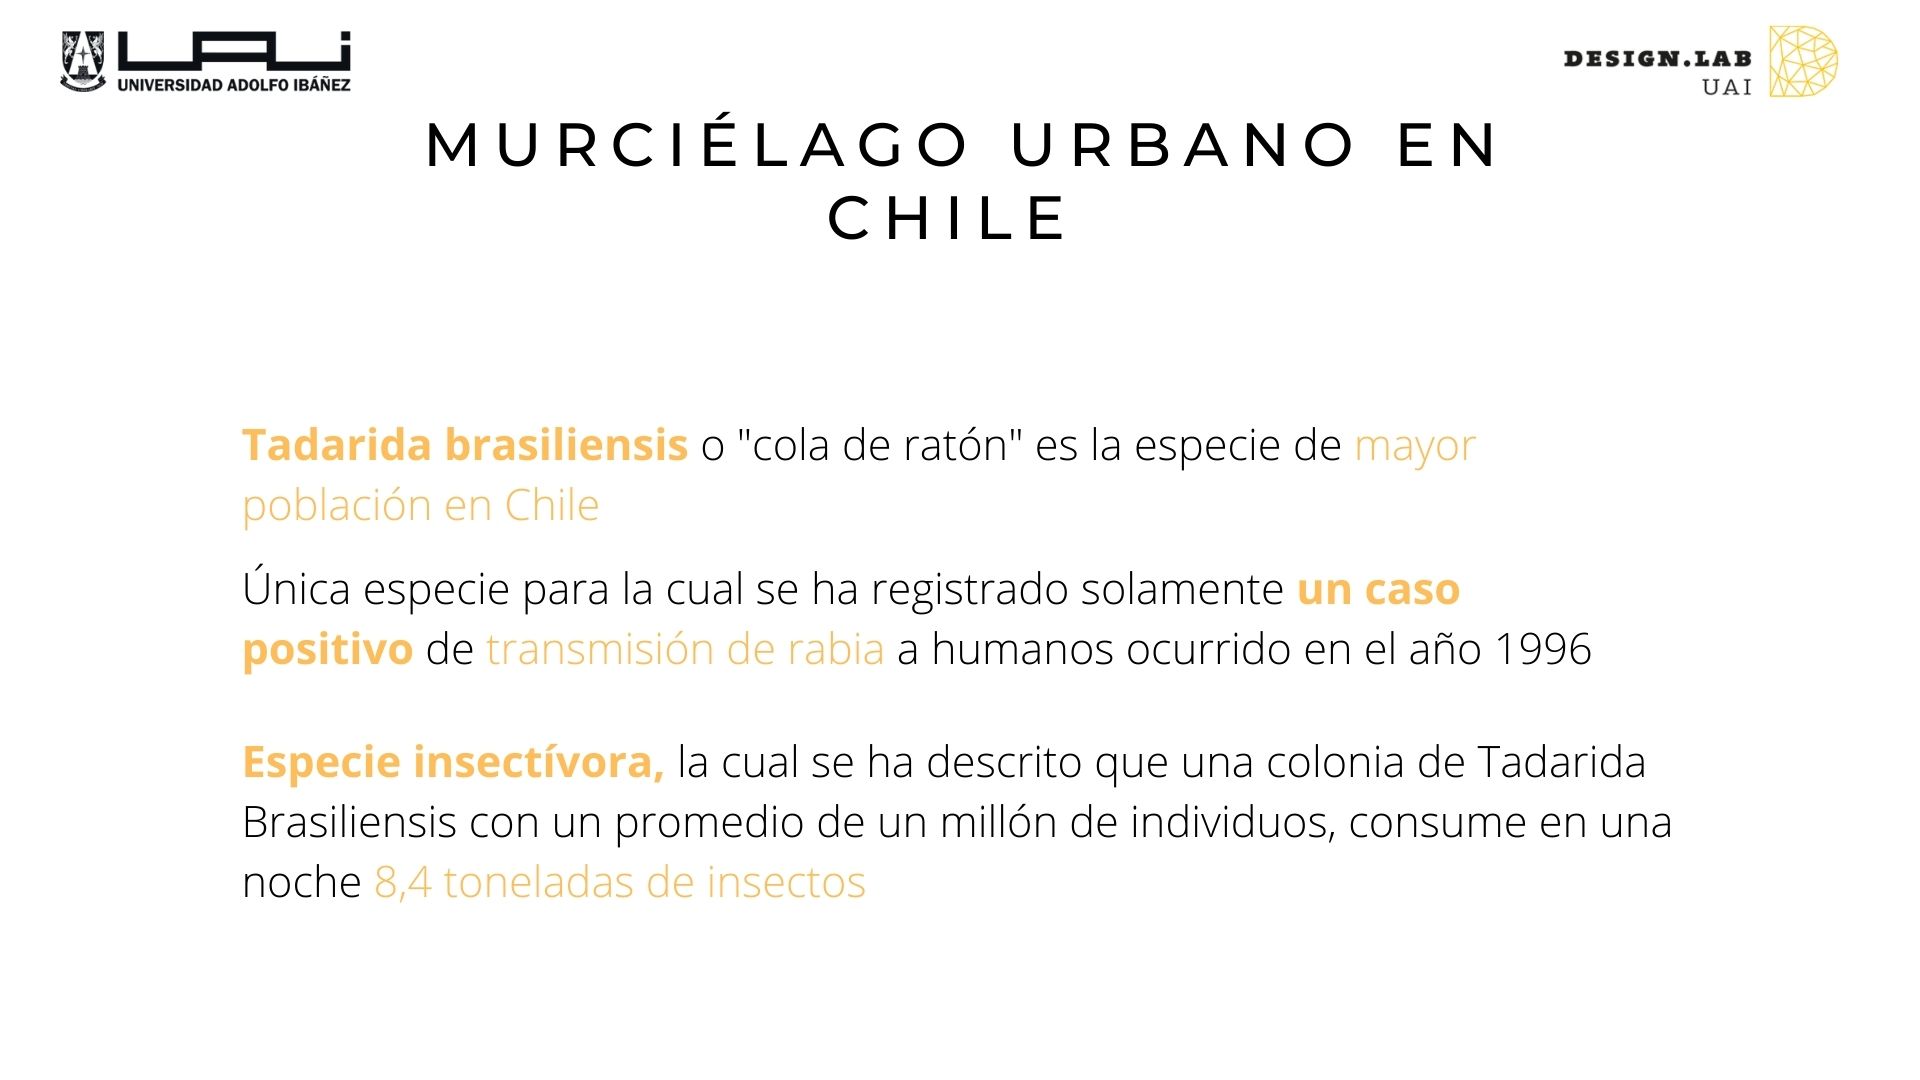 UAi
UNIVERSIDAD ADOLFO IBÁÑEZ
DESIGN.LAB
UAI
MURCIÉLAGO URBANO EN
CHILE
Tadarida brasiliensis o "cola de ratón" es la especie de mayor
población en Chile
Única especie para la cual se ha registrado solamente un caso
positivo de transmisión de rabia a humanos ocurrido en el año 1996
Especie insectívora, la cual se ha descrito que una colonia de Tadarida
Brasiliensis con un promedio de un millón de individuos, consume en una
noche 8,4 toneladas de insectos